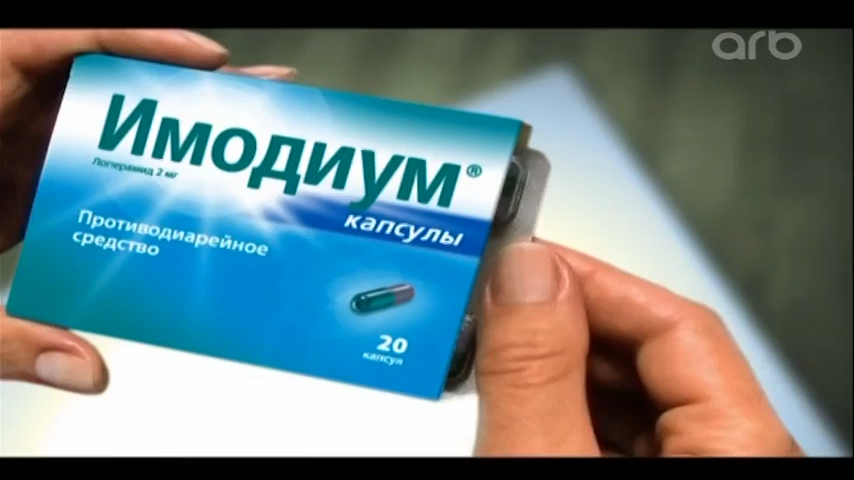 arb
Имодиум®
Лоперамид 2 мг
капсулы
Противодиарейное
средство
20
капсул